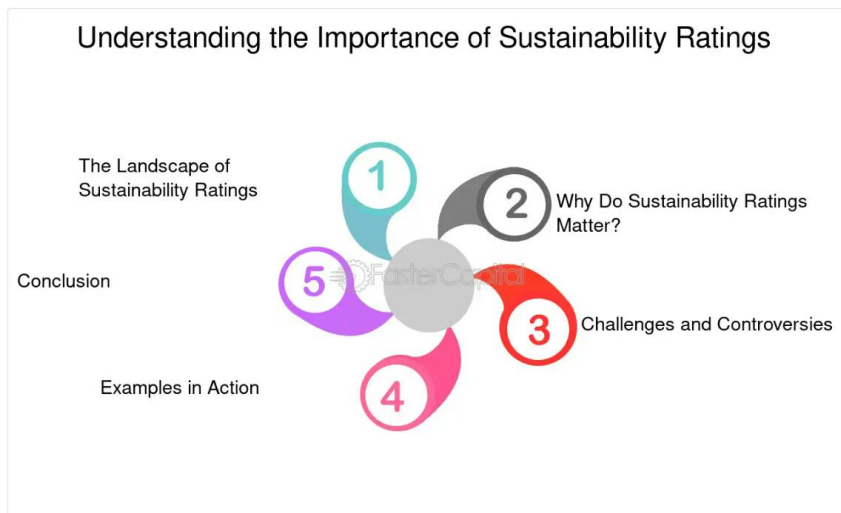 Understanding the Importance of Sustainability Ratings
1
The Landscape of
Sustainability Ratings
2
Why Do Sustainability Ratings
Matter?
3
Challenges and Controversies
4
Examples in Action
5
Conclusion
FasterCapital